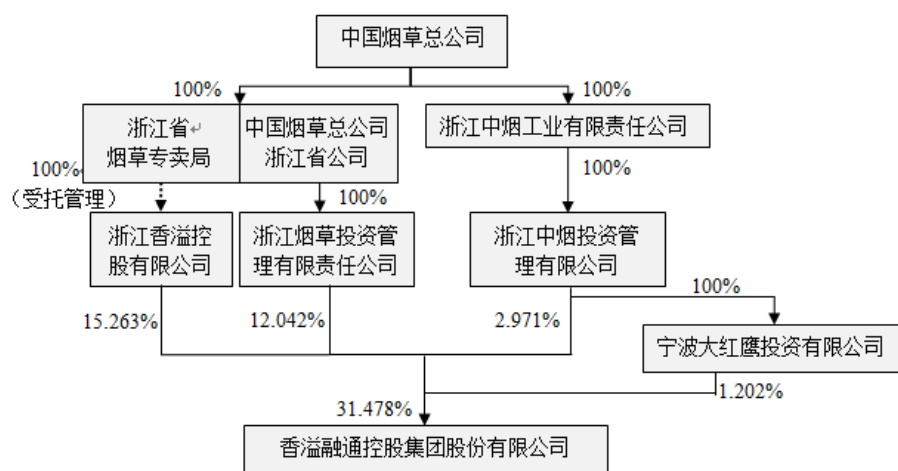 中国烟草总公司
100%
100%
浙江省↵
烟草专卖局
中国烟草总公司
浙江省公司
浙江中烟工业有限责任公司
100%
（受托管理）
100%
100%
浙江香溢控
股有限公司
浙江烟草投资管
理有限责任公司
浙江中烟投资管
理有限公司
100%
15.263%
12.042%
2.971%
宁波大红鹰投资有限公司
1.202%
31.478%
香溢融通控股集团股份有限公司